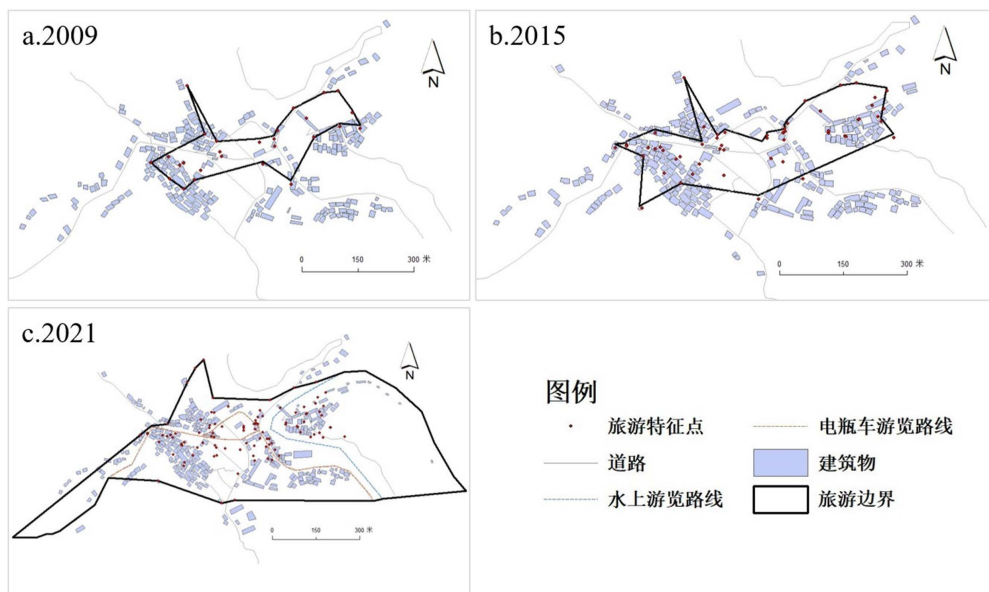 a.2009
N
0 150 300 米
b.2015
N
0 150 300 米
c.2021
N
0 150 300 米
图例
旅游特征点
电瓶车游览路线
道路
建筑物
水上游览路线
旅游边界